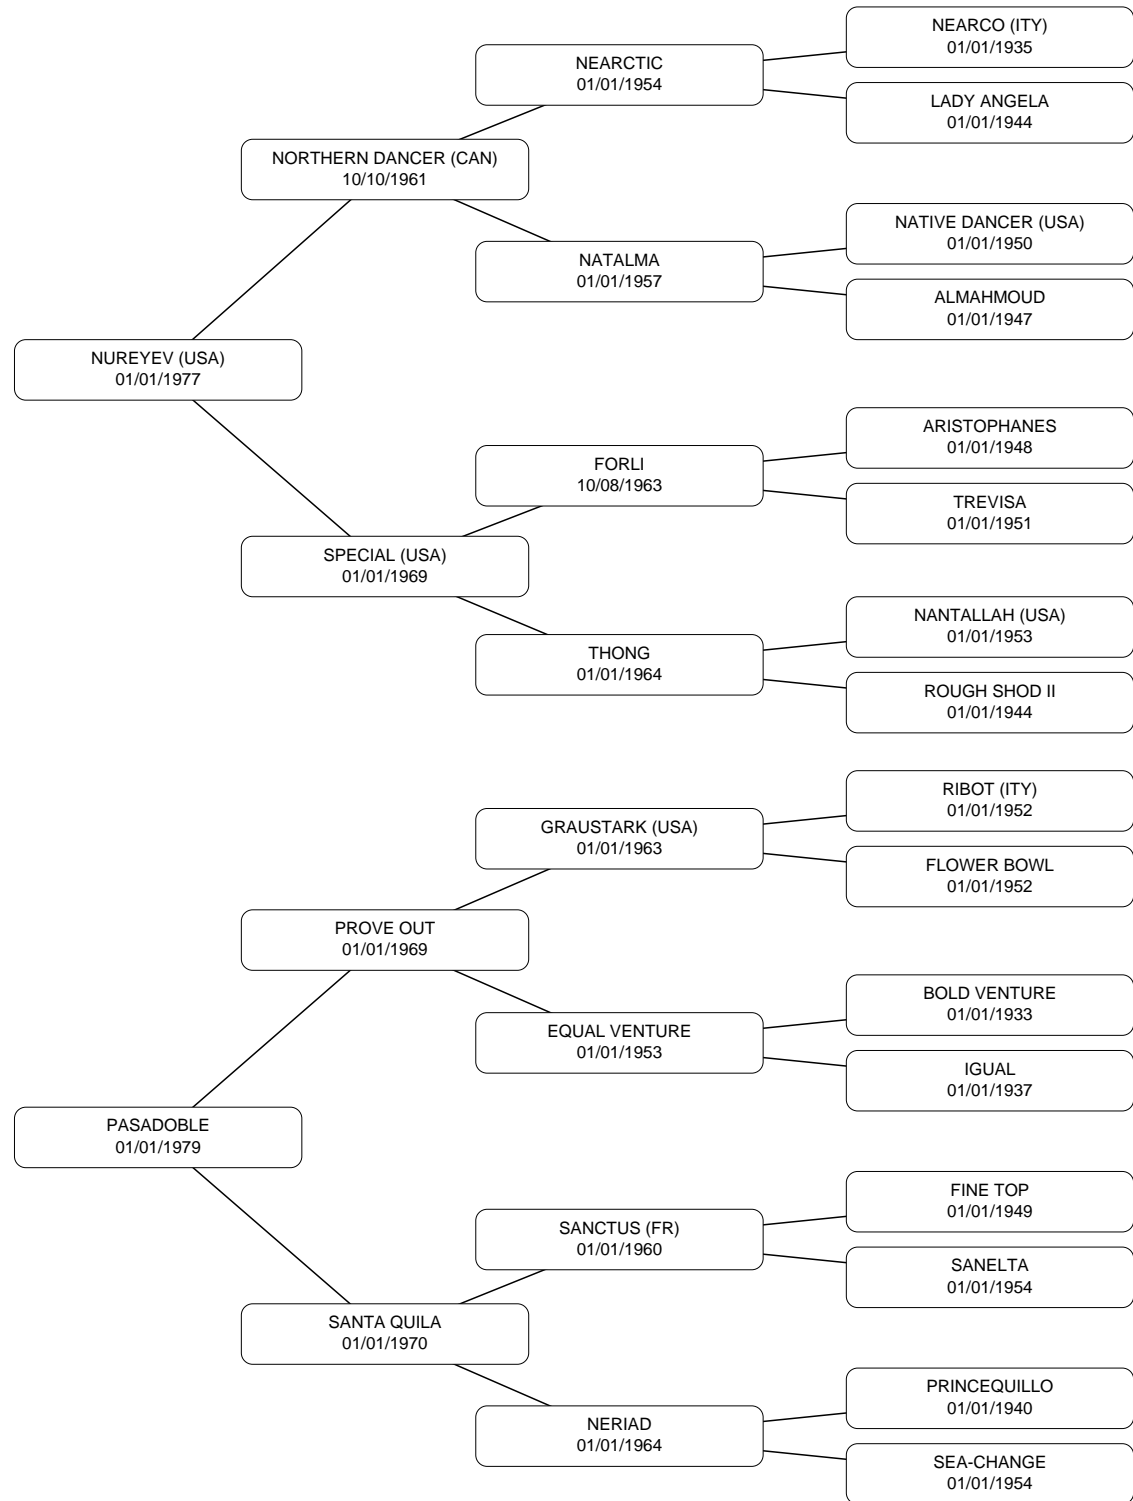 NEARCO (ITY)
01/01/1935
NEARCTIC
01/01/1954
LADY ANGELA
01/01/1944
NORTHERN DANCER (CAN)
10/10/1961
NATIVE DANCER (USA)
01/01/1950
NATALMA
01/01/1957
ALMAHMOUD
01/01/1947
NUREYEV (USA)
01/01/1977
ARISTOPHANES
01/01/1948
FORLI
10/08/1963
TREVISA
01/01/1951
SPECIAL (USA)
01/01/1969
NANTALLAH (USA)
01/01/1953
THONG
01/01/1964
ROUGH SHOD II
01/01/1944
RIBOT (ITY)
01/01/1952
GRAUSTARK (USA)
01/01/1963
FLOWER BOWL
01/01/1952
PROVE OUT
01/01/1969
BOLD VENTURE
01/01/1933
EQUAL VENTURE
01/01/1953
IGUAL
01/01/1937
PASADOBLE
01/01/1979
FINE TOP
01/01/1949
SANCTUS (FR)
01/01/1960
SANELTA
01/01/1954
SANTA QUILA
01/01/1970
PRINCEQUILLO
01/01/1940
NERIAD
01/01/1964
SEA-CHANGE
01/01/1954